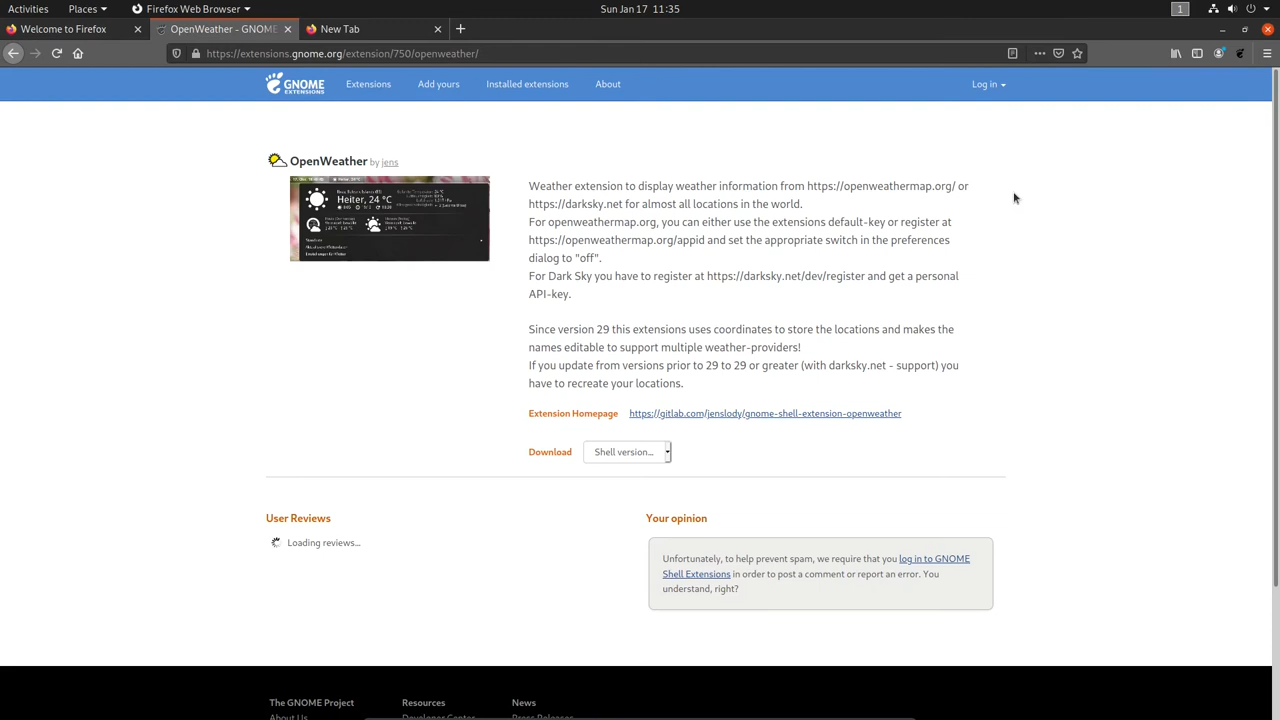 Activities Places Firefox Web Browser Sun Jan 17 11:35 1
Welcome to Firefox OpenWeather - GNOME New Tab
https://extensions.gnome.org/extension/750/openweather/
GNOME EXTENSIONS Extensions Add yours Installed extensions About Log in
OpenWeather by jens
Heiter, 24 °C
Weather extension to display weather information from https://openweathermap.org/ or
https://darksky.net for almost all locations in the world.
For openweathermap.org, you can either use the extensions default-key or register at
https://openweathermap.org/appid and set the appropriate switch in the preferences
dialog to "off".
For Dark Sky you have to register at https://darksky.net/dev/register and get a personal
API-key.
Since version 29 this extensions uses coordinates to store the locations and makes the
names editable to support multiple weather-providers!
If you update from versions prior to 29 to 29 or greater (with darksky.net - support) you
have to recreate your locations.
Extension Homepage https://gitlab.com/jenslody/gnome-shell-extension-openweather
Download Shell version...
User Reviews
Loading reviews...
Your opinion
Unfortunately, to help prevent spam, we require that you log in to GNOME
Shell Extensions in order to post a comment or report an error. You
understand, right?
The GNOME Project Resources News
About Us Developer Center Press Releases